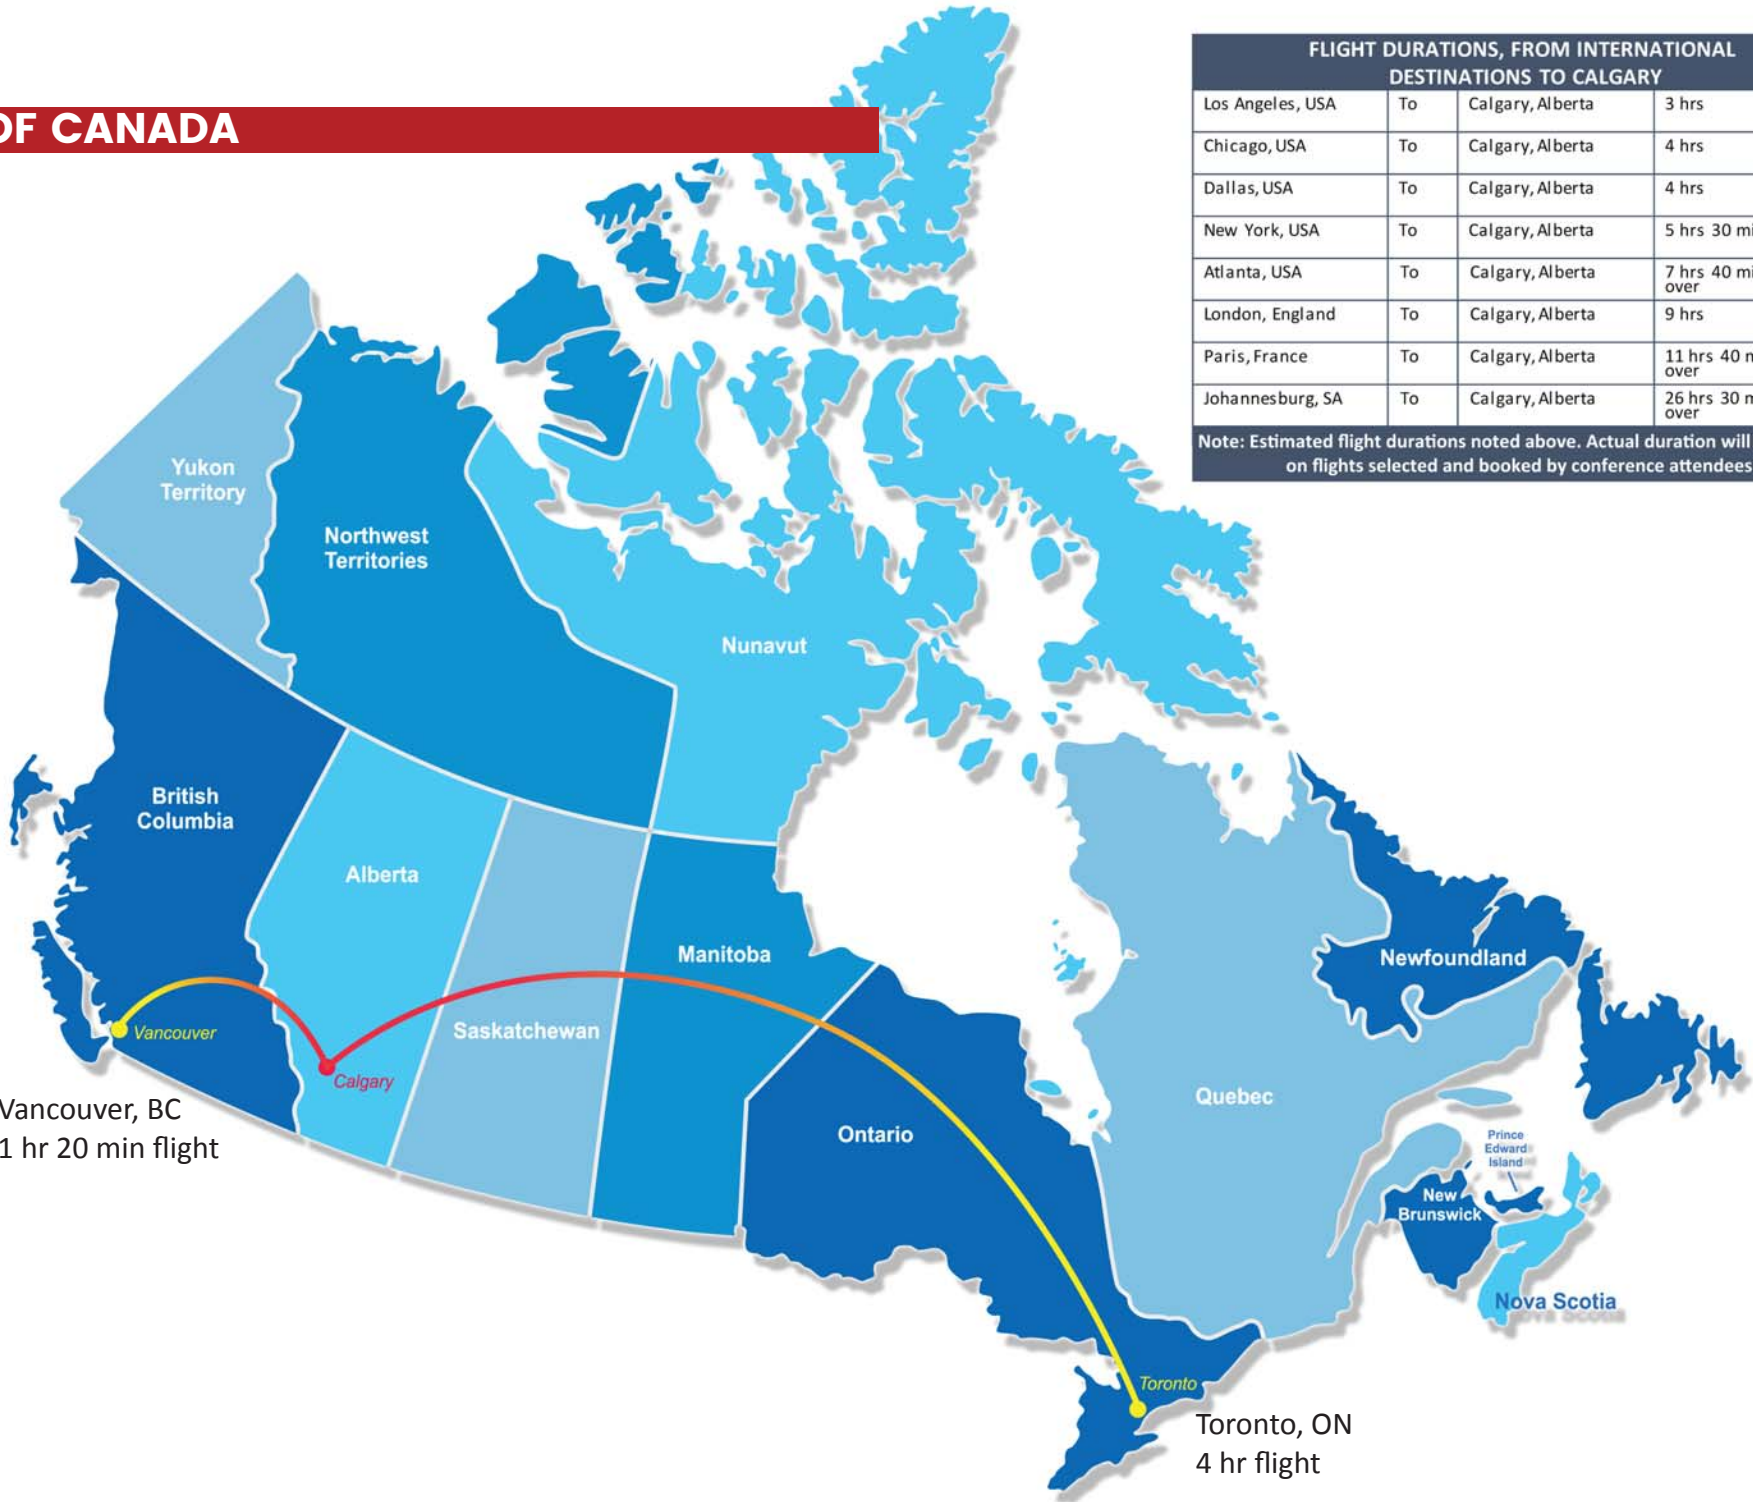 OF CANADA
FLIGHT DURATIONS, FROM INTERNATIONAL
DESTINATIONS TO CALGARY
Los Angeles, USA To Calgary, Alberta 3 hrs
Chicago, USA To Calgary, Alberta 4 hrs
Dallas, USA To Calgary, Alberta 4 hrs
New York, USA To Calgary, Alberta 5 hrs 30 mi
Atlanta, USA To Calgary, Alberta 7 hrs 40 mi
over
London, England To Calgary, Alberta 9 hrs
Paris, France To Calgary, Alberta 11 hrs 40 m
over
Johannesburg, SA To Calgary, Alberta 26 hrs 30 m
over
Note: Estimated flight durations noted above. Actual duration will
on flights selected and booked by conference attendees
Yukon
Territory
Northwest
Territories
Nunavut
British
Columbia
Alberta
Manitoba
Newfoundland
Saskatchewan
Vancouver
Calgary
Quebec
Ontario
Vancouver, BC
1 hr 20 min flight
Prince
Edward
Island
New
Brunswick
Nova Scotia
Toronto
Toronto, ON
4 hr flight